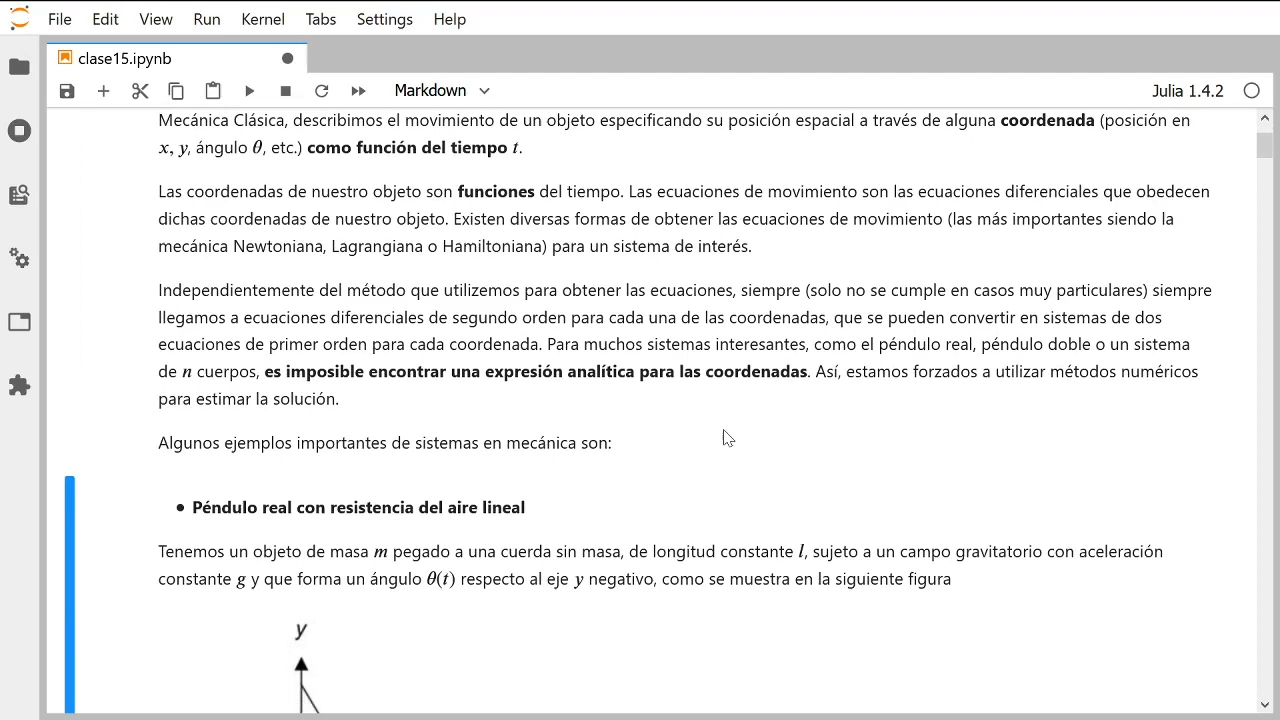 File Edit View Run Kernel Tabs Settings Help
clase15.ipynb
Markdown
Julia 1.4.2
Mecánica Clásica, describimos el movimiento de un objeto especificando su posición espacial a través de alguna coordenada (posición en
x, y, ángulo θ, etc.) como función del tiempo t.
Las coordenadas de nuestro objeto son funciones del tiempo. Las ecuaciones de movimiento son las ecuaciones diferenciales que obedecen
dichas coordenadas de nuestro objeto. Existen diversas formas de obtener las ecuaciones de movimiento (las más importantes siendo la
mecánica Newtoniana, Lagrangiana o Hamiltoniana) para un sistema de interés.
Independientemente del método que utilizemos para obtener las ecuaciones, siempre (solo no se cumple en casos muy particulares) siempre
llegamos a ecuaciones diferenciales de segundo orden para cada una de las coordenadas, que se pueden convertir en sistemas de dos
ecuaciones de primer orden para cada coordenada. Para muchos sistemas interesantes, como el péndulo real, péndulo doble o un sistema
de n cuerpos, es imposible encontrar una expresión analítica para las coordenadas. Así, estamos forzados a utilizar métodos numéricos
para estimar la solución.
Algunos ejemplos importantes de sistemas en mecánica son:
• Péndulo real con resistencia del aire lineal
Tenemos un objeto de masa m pegado a una cuerda sin masa, de longitud constante l, sujeto a un campo gravitatorio con aceleración
constante g y que forma un ángulo θ(t) respecto al eje y negativo, como se muestra en la siguiente figura
y